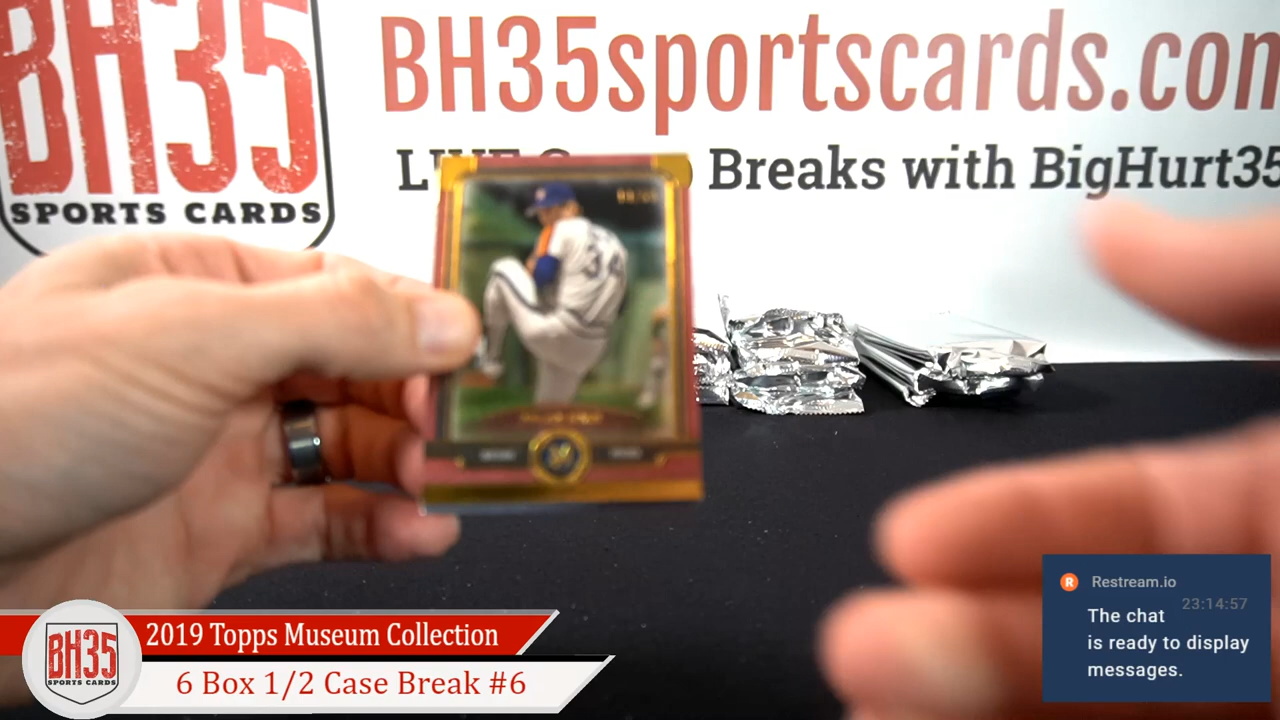 BH35
SPORTS CARDS
BH35sportscards.com
Breaks with BigHurt35
34
BH35
SPORTS CARDS
2019 Topps Museum Collection
6 Box 1/2 Case Break #6
R Restream.io
23:14:57
The chat
is ready to display
messages.